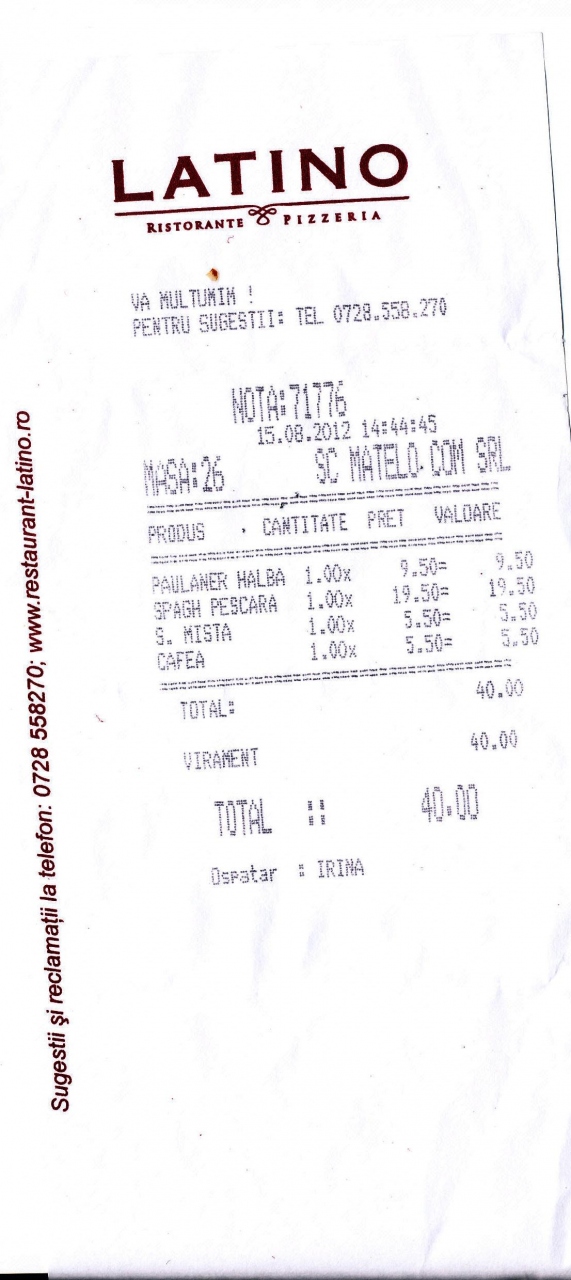 LATINO
RISTORANTE PIZZERIA
VA MULTUMIM !
PENTRU SUGESTII: TEL 0728.558.270
NOTA:71776
15.08.2012 14:44:45
MASA:26 SC MATELO COM SRL
PRODUS CANTITATE PRET VALOARE
PAULANER HALBA 1.00x 9.50= 9.50
SPAGH PESCARA 1.00x 19.50= 19.50
S. MISTA 1.00x 5.50= 5.50
CAFEA 1.00x 5.50= 5.50
TOTAL: 40.00
VIRAMENT 40.00
TOTAL :: 40.00
Ospatar : IRINA
Sugestii şi reclamaţii la telefon: 0728 558270; www.restaurant-latino.ro